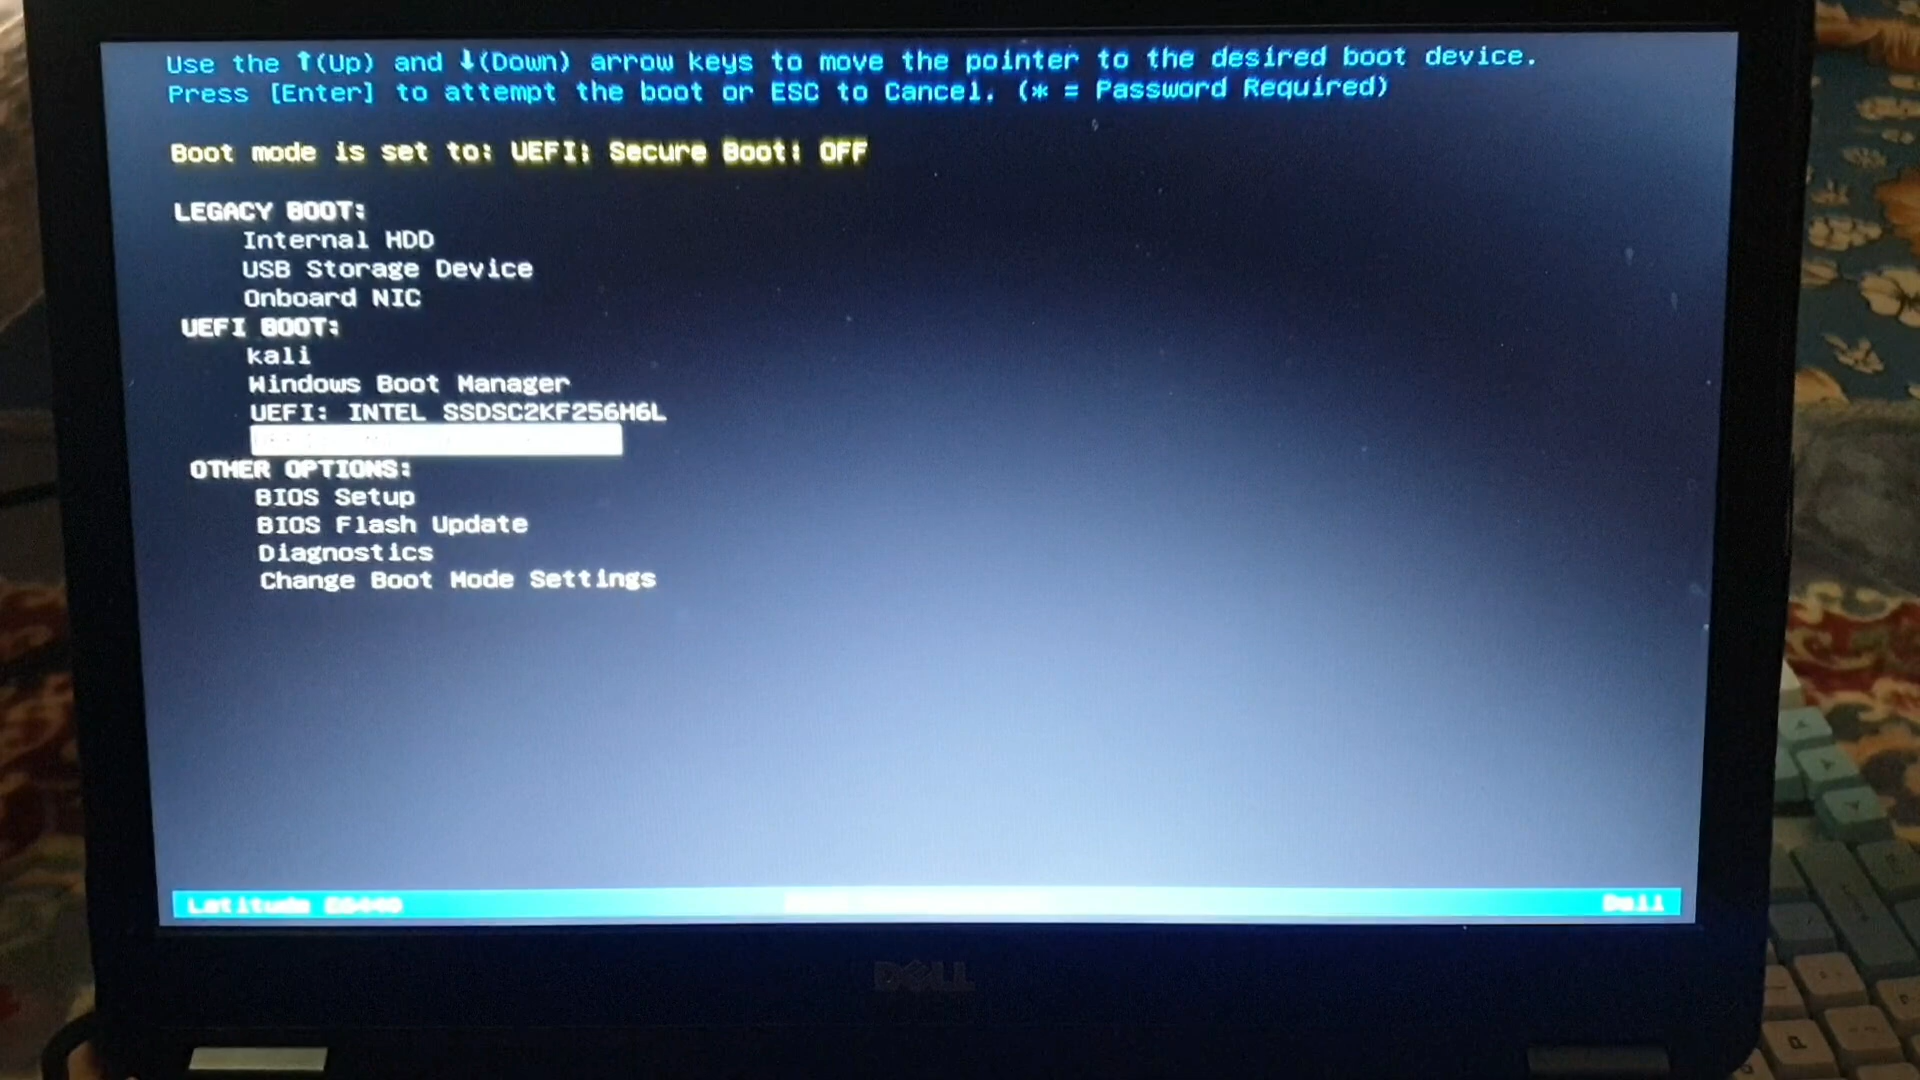 Use the ↑(Up) and ↓(Down) arrow keys to move the pointer to the desired boot device.
Press [Enter] to attempt the boot or ESC to Cancel. (* = Password Required)
Boot mode is set to: UEFI; Secure Boot: OFF
LEGACY BOOT:
Internal HDD
USB Storage Device
Onboard NIC
UEFI BOOT:
kali
Windows Boot Manager
UEFI: INTEL SSDSC2KF256H6L
OTHER OPTIONS:
BIOS Setup
BIOS Flash Update
Diagnostics
Change Boot Mode Settings
Latitude
Dell
DELL